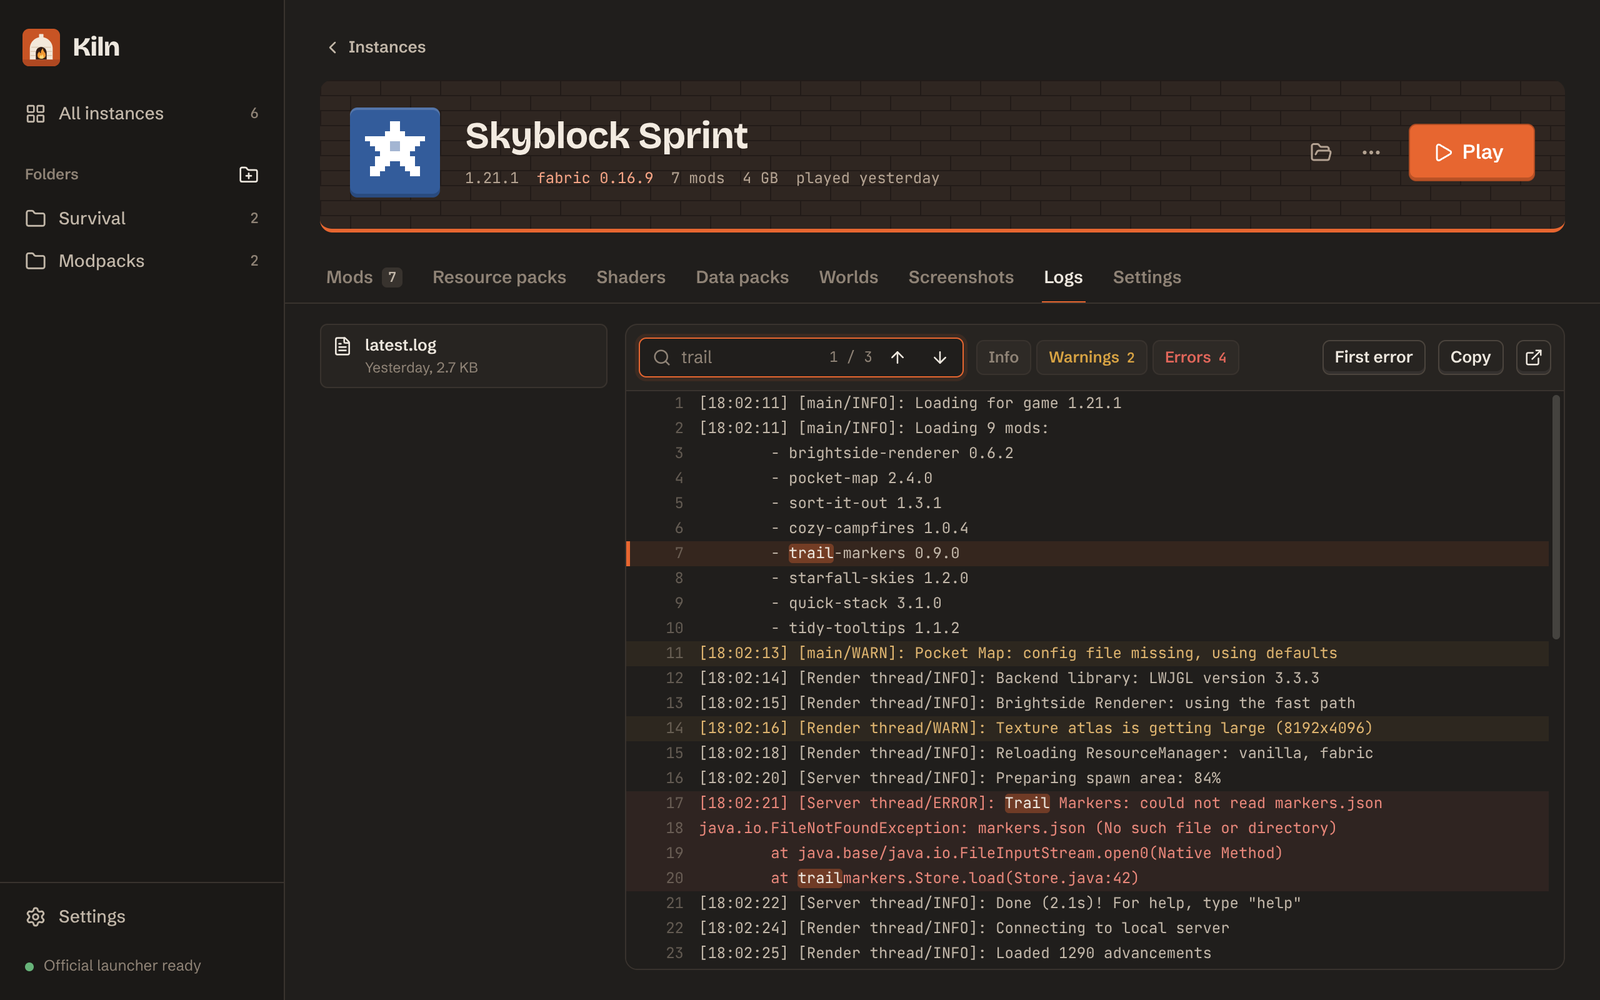 Kiln
All instances 6
Folders
Survival 2
Modpacks 2
Settings
Official launcher ready
Instances
Skyblock Sprint
1.21.1 fabric 0.16.9 7 mods 4 GB played yesterday
Play
Mods 7 Resource packs Shaders Data packs Worlds Screenshots Logs Settings
latest.log
Yesterday, 2.7 KB
trail 1 / 3 Info Warnings 2 Errors 4 First error Copy
1 [18:02:11] [main/INFO]: Loading for game 1.21.1
2 [18:02:11] [main/INFO]: Loading 9 mods:
3 - brightside-renderer 0.6.2
4 - pocket-map 2.4.0
5 - sort-it-out 1.3.1
6 - cozy-campfires 1.0.4
7 - trail-markers 0.9.0
8 - starfall-skies 1.2.0
9 - quick-stack 3.1.0
10 - tidy-tooltips 1.1.2
11 [18:02:13] [main/WARN]: Pocket Map: config file missing, using defaults
12 [18:02:14] [Render thread/INFO]: Backend library: LWJGL version 3.3.3
13 [18:02:15] [Render thread/INFO]: Brightside Renderer: using the fast path
14 [18:02:16] [Render thread/WARN]: Texture atlas is getting large (8192x4096)
15 [18:02:18] [Render thread/INFO]: Reloading ResourceManager: vanilla, fabric
16 [18:02:20] [Server thread/INFO]: Preparing spawn area: 84%
17 [18:02:21] [Server thread/ERROR]: Trail Markers: could not read markers.json
18 java.io.FileNotFoundException: markers.json (No such file or directory)
19 at java.base/java.io.FileInputStream.open0(Native Method)
20 at trailmarkers.Store.load(Store.java:42)
21 [18:02:22] [Server thread/INFO]: Done (2.1s)! For help, type "help"
22 [18:02:24] [Render thread/INFO]: Connecting to local server
23 [18:02:25] [Render thread/INFO]: Loaded 1290 advancements